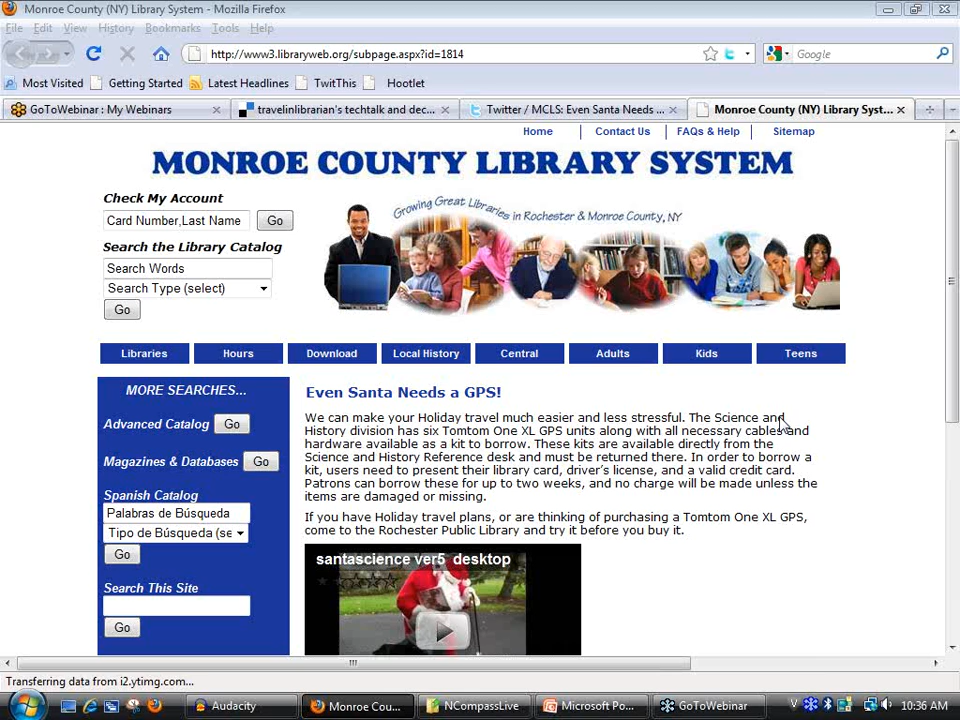 Monroe County (NY) Library System - Mozilla Firefox
File Edit View History Bookmarks Tools Help
http://www3.libraryweb.org/subpage.aspx?id=1814
Google
Most Visited Getting Started Latest Headlines TwitThis Hootlet
GoToWebinar : My Webinars travelinlibrarian's techtalk and dec... Twitter / MCLS: Even Santa Needs ... Monroe County (NY) Library Syst...
Home Contact Us FAQs & Help Sitemap
MONROE COUNTY LIBRARY SYSTEM
Growing Great Libraries in Rochester & Monroe County, NY
Check My Account
Card Number,Last Name Go
Search the Library Catalog
Search Words
Search Type (select)
Go
Libraries Hours Download Local History Central Adults Kids Teens
MORE SEARCHES...
Advanced Catalog Go
Magazines & Databases Go
Spanish Catalog
Palabras de Búsqueda
Tipo de Búsqueda (se
Go
Search This Site
Go
Even Santa Needs a GPS!
We can make your Holiday travel much easier and less stressful. The Science and
History division has six Tomtom One XL GPS units along with all necessary cables and
hardware available as a kit to borrow. These kits are available directly from the
Science and History Reference desk and must be returned there. In order to borrow a
kit, users need to present their library card, driver's license, and a valid credit card.
Patrons can borrow these for up to two weeks, and no charge will be made unless the
items are damaged or missing.
If you have Holiday travel plans, or are thinking of purchasing a Tomtom One XL GPS,
come to the Rochester Public Library and try it before you buy it.
santascience ver5 desktop
Transferring data from i2.ytimg.com...
Audacity Monroe Cou... NCompassLive Microsoft Po... GoToWebinar 10:36 AM